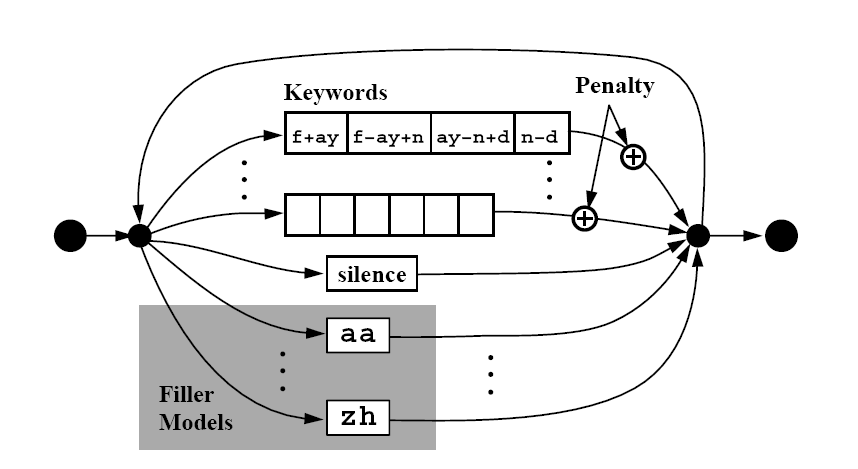 Keywords
Penalty
f+ay f-ay+n ay-n+d n-d
silence
aa
Filler
Models
zh